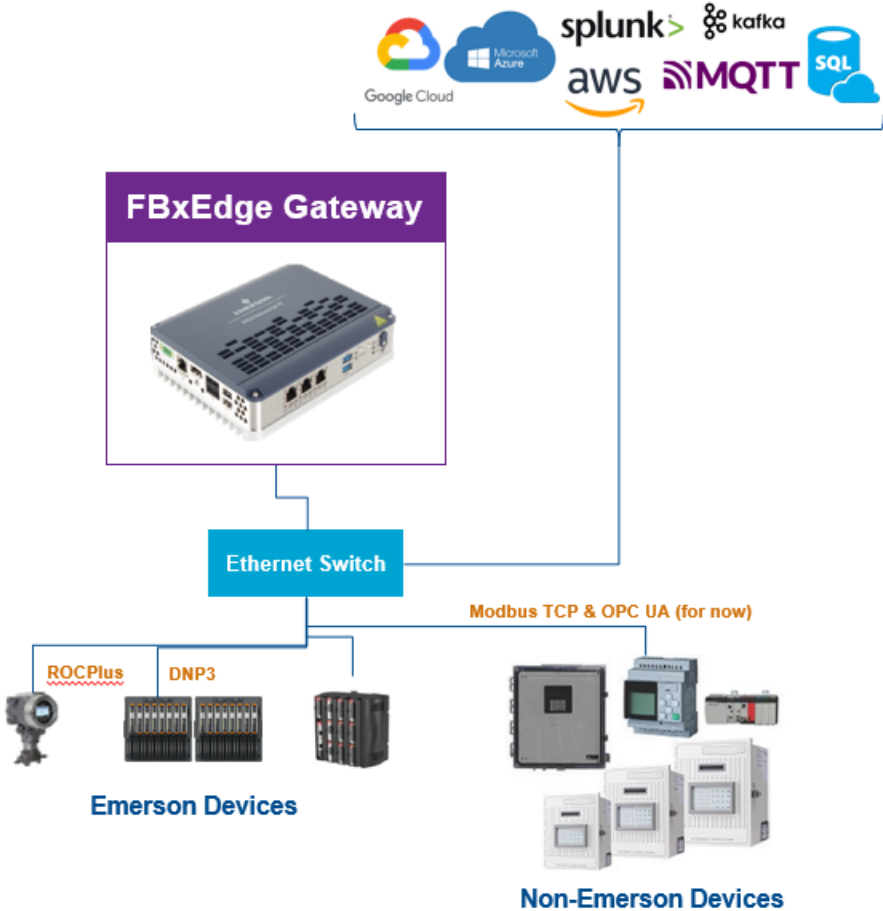 Google Cloud
Microsoft
Azure
splunk>
kafka
aws
MQTT
SQL
FBxEdge Gateway
EMERSON
Ethernet Switch
Modbus TCP & OPC UA (for now)
ROCPlus
DNP3
Emerson Devices
Non-Emerson Devices